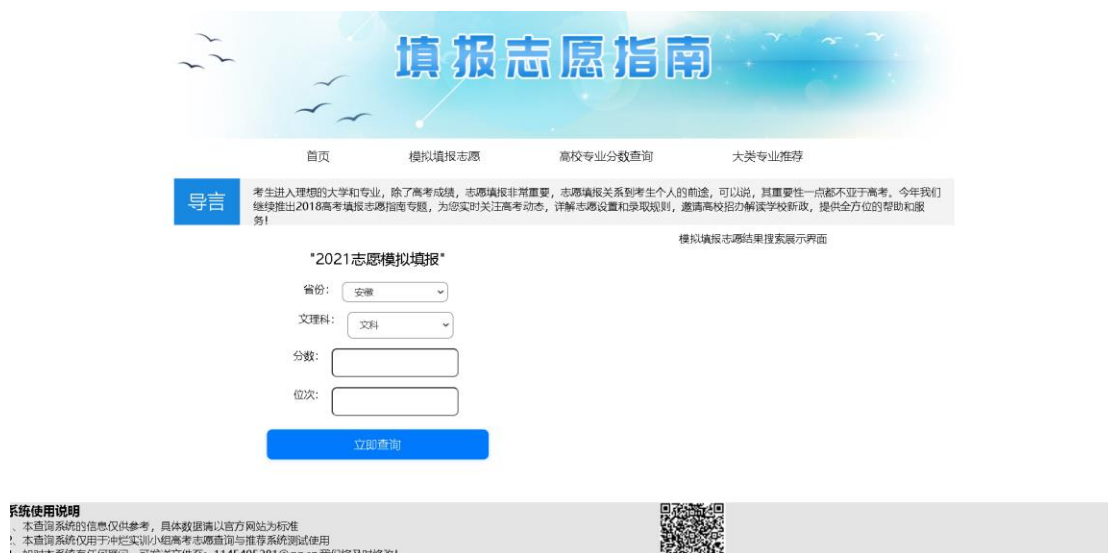 填报志愿指南
首页 模拟填报志愿 高校专业分数查询 大类专业推荐
导言
考生进入理想的大学和专业，除了高考成绩，志愿填报非常重要，志愿填报关系到考生个人的前途，可以说，其重要性一点都不亚于高考。今年我们
继续推出2018高考填报志愿指南专题，为您实时关注高考动态，详解志愿设置和录取规则，邀请高校招办解读学校新政，提供全方位的帮助和服
务！
模拟填报志愿结果搜索展示界面
"2021志愿模拟填报"
省份： 安徽
文理科： 文科
分数：
位次：
立即查询
系统使用说明
、本查询系统的信息仅供参考，具体数据请以官方网站为标准
、本查询系统仅用于冲烂实训小组高考志愿查询与推荐系统测试使用